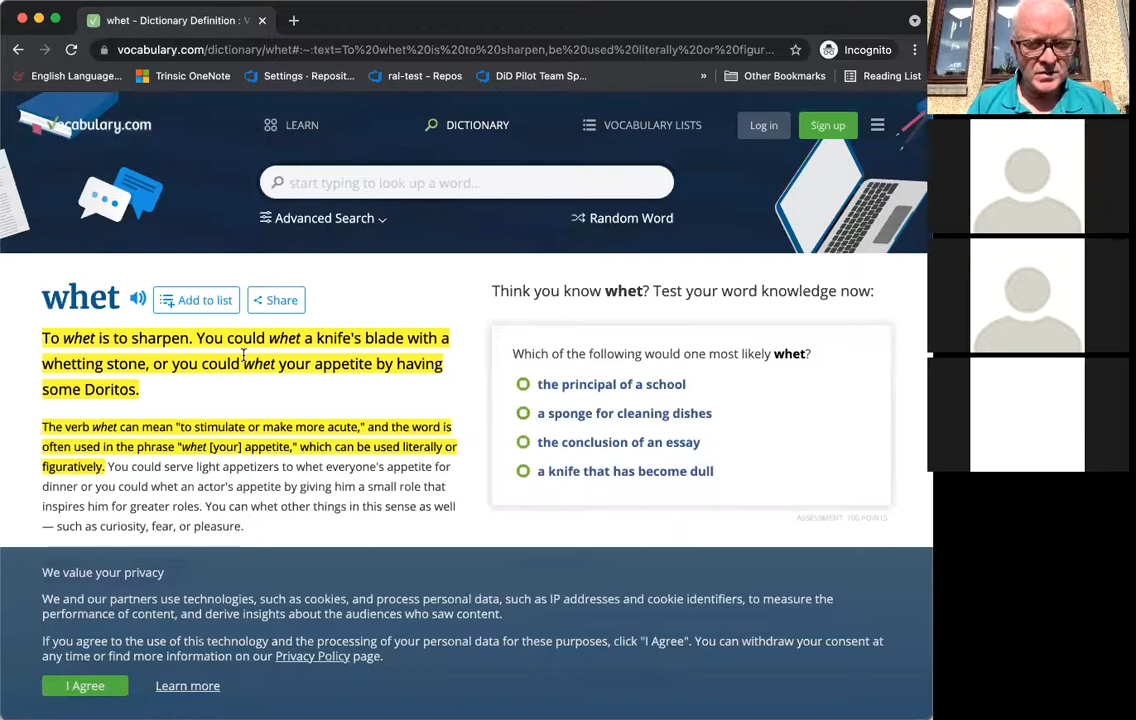 whet - Dictionary Definition : V
vocabulary.com/dictionary/whet#:~:text=To%20whet%20is%20to%20sharpen,be%20used%20literally%20or%20figur...
Incognito
English Language...
Trinsic OneNote
Settings - Reposit...
ral-test - Repos
DiD Pilot Team Sp...
»
Other Bookmarks
Reading List
vocabulary.com
LEARN
DICTIONARY
VOCABULARY LISTS
Log in
Sign up
start typing to look up a word...
Advanced Search
Random Word
whet
Add to list
Share
To whet is to sharpen. You could whet a knife's blade with a
whetting stone, or you could whet your appetite by having
some Doritos.
The verb whet can mean "to stimulate or make more acute," and the word is
often used in the phrase "whet [your] appetite," which can be used literally or
figuratively. You could serve light appetizers to whet everyone's appetite for
dinner or you could whet an actor's appetite by giving him a small role that
inspires him for greater roles. You can whet other things in this sense as well
— such as curiosity, fear, or pleasure.
Think you know whet? Test your word knowledge now:
Which of the following would one most likely whet?
the principal of a school
a sponge for cleaning dishes
the conclusion of an essay
a knife that has become dull
ASSESSMENT: 100 POINTS
We value your privacy
We and our partners use technologies, such as cookies, and process personal data, such as IP addresses and cookie identifiers, to measure the
performance of content, and derive insights about the audiences who saw content.
If you agree to the use of this technology and the processing of your personal data for these purposes, click "I Agree". You can withdraw your consent at
any time or find more information on our Privacy Policy page.
I Agree
Learn more